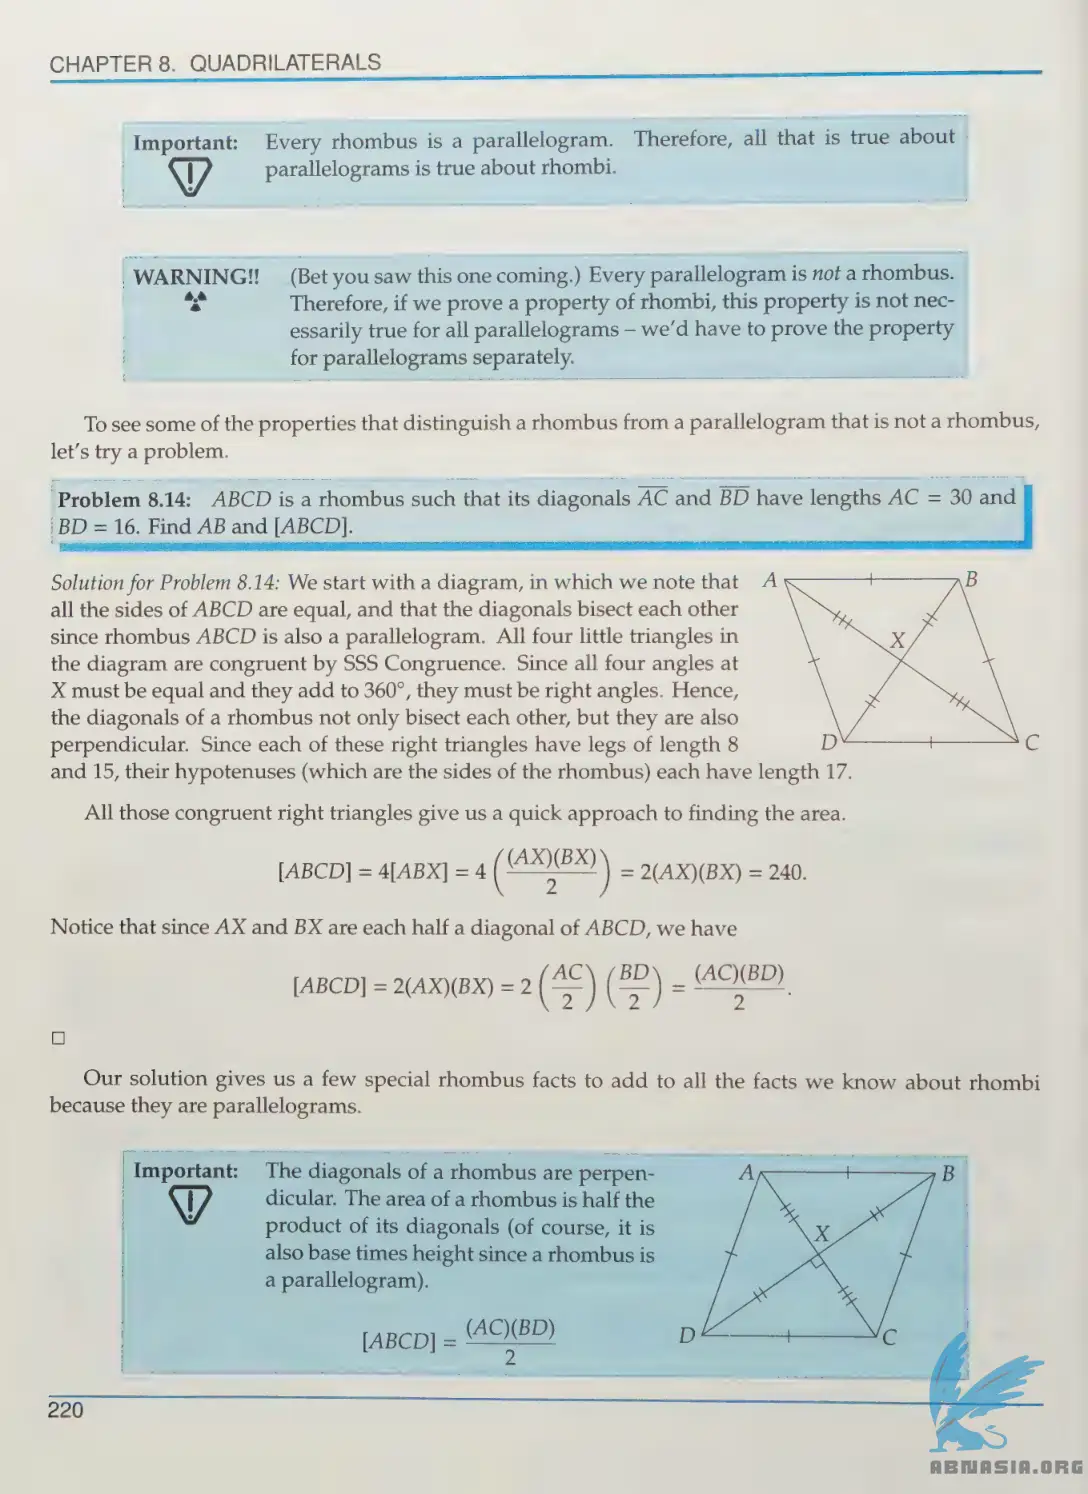 CHAPTER 8. QUADRILATERALS
Important: Every rhombus is a parallelogram. Therefore, all that is true about
parallelograms is true about rhombi.
WARNING!! (Bet you saw this one coming.) Every parallelogram is not a rhombus.
Therefore, if we prove a property of rhombi, this property is not nec-
essarily true for all parallelograms – we'd have to prove the property
for parallelograms separately.
To see some of the properties that distinguish a rhombus from a parallelogram that is not a rhombus,
let's try a problem.
Problem 8.14: ABCD is a rhombus such that its diagonals AC and BD have lengths AC = 30 and
BD = 16. Find AB and [ABCD].
Solution for Problem 8.14: We start with a diagram, in which we note that
all the sides of ABCD are equal, and that the diagonals bisect each other
since rhombus ABCD is also a parallelogram. All four little triangles in
the diagram are congruent by SSS Congruence. Since all four angles at
X must be equal and they add to 360°, they must be right angles. Hence,
the diagonals of a rhombus not only bisect each other, but they are also
perpendicular. Since each of these right triangles have legs of length 8
and 15, their hypotenuses (which are the sides of the rhombus) each have length 17.
A B
X
D C
All those congruent right triangles give us a quick approach to finding the area.
[ABCD] = 4[ABX] = 4 ( (AX)(BX) / 2 ) = 2(AX)(BX) = 240.
Notice that since AX and BX are each half a diagonal of ABCD, we have
[ABCD] = 2(AX)(BX) = 2 ( AC / 2 ) ( BD / 2 ) = (AC)(BD) / 2 .
□
Our solution gives us a few special rhombus facts to add to all the facts we know about rhombi
because they are parallelograms.
Important: The diagonals of a rhombus are perpen-
dicular. The area of a rhombus is half the
product of its diagonals (of course, it is
also base times height since a rhombus is
a parallelogram).
[ABCD] = (AC)(BD) / 2
A B
X
D C
220
ABNASIA.ORG